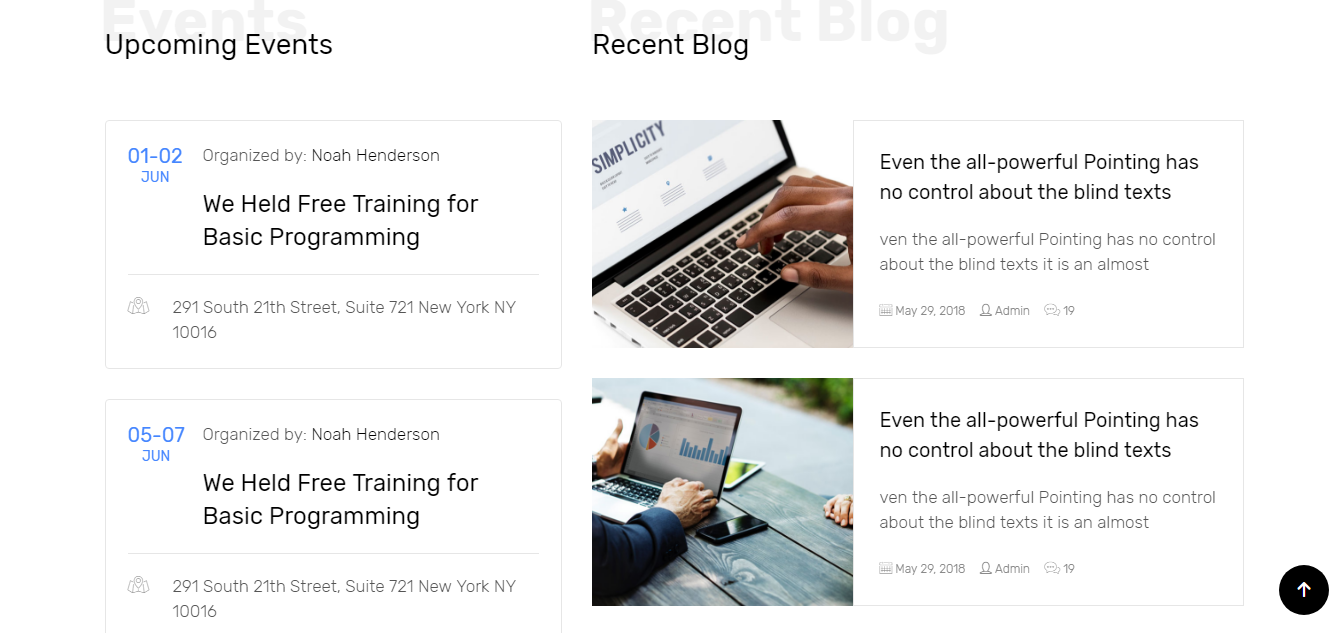 Events
Upcoming Events
01-02
JUN
Organized by: Noah Henderson
We Held Free Training for
Basic Programming
291 South 21th Street, Suite 721 New York NY
10016
05-07
JUN
Organized by: Noah Henderson
We Held Free Training for
Basic Programming
291 South 21th Street, Suite 721 New York NY
10016
Recent Blog
Recent Blog
SIMPLICITY
Even the all-powerful Pointing has
no control about the blind texts
ven the all-powerful Pointing has no control
about the blind texts it is an almost
May 29, 2018 Admin 19
Even the all-powerful Pointing has
no control about the blind texts
ven the all-powerful Pointing has no control
about the blind texts it is an almost
May 29, 2018 Admin 19